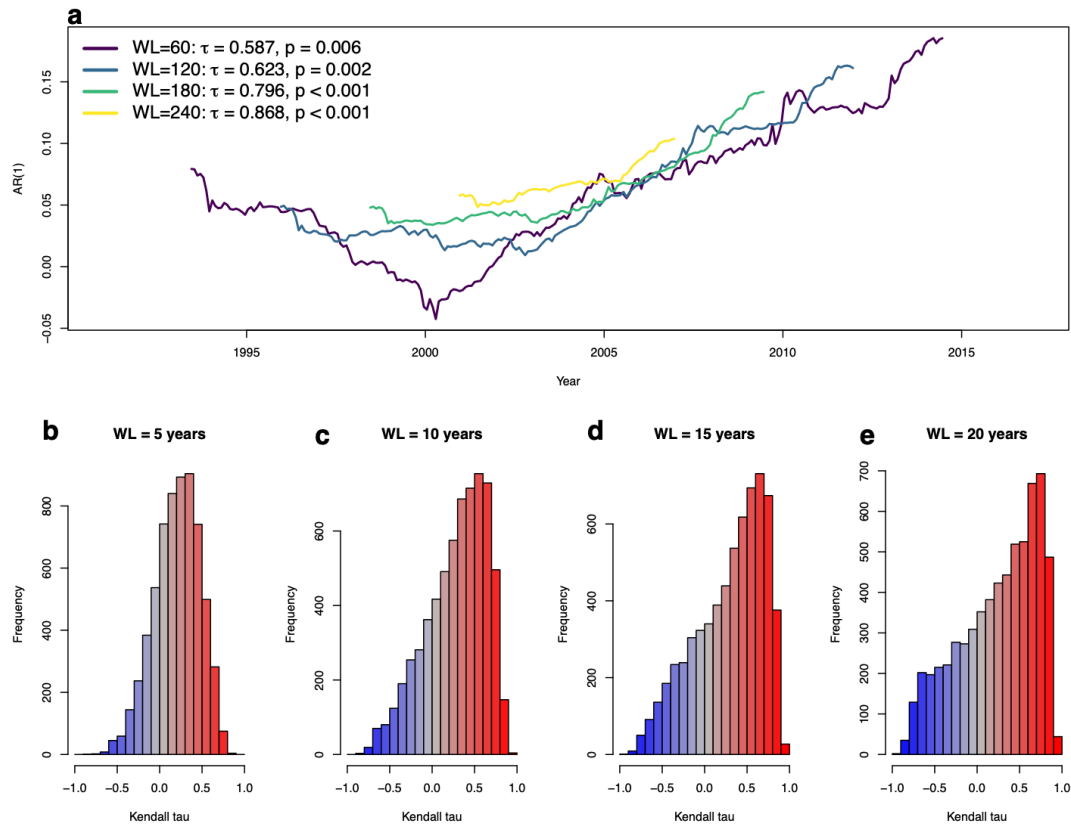 a
WL=60: τ = 0.587, p = 0.006
WL=120: τ = 0.623, p = 0.002
WL=180: τ = 0.796, p < 0.001
WL=240: τ = 0.868, p < 0.001
AR(1)
0.15
0.10
0.05
0.00
−0.05
1995 2000 2005 2010 2015
Year
b WL = 5 years
Frequency
800
600
400
200
0
−1.0 −0.5 0.0 0.5 1.0
Kendall tau
c WL = 10 years
Frequency
600
400
200
0
−1.0 −0.5 0.0 0.5 1.0
Kendall tau
d WL = 15 years
Frequency
600
400
200
0
−1.0 −0.5 0.0 0.5 1.0
Kendall tau
e WL = 20 years
Frequency
700
600
500
400
300
200
100
0
−1.0 −0.5 0.0 0.5 1.0
Kendall tau